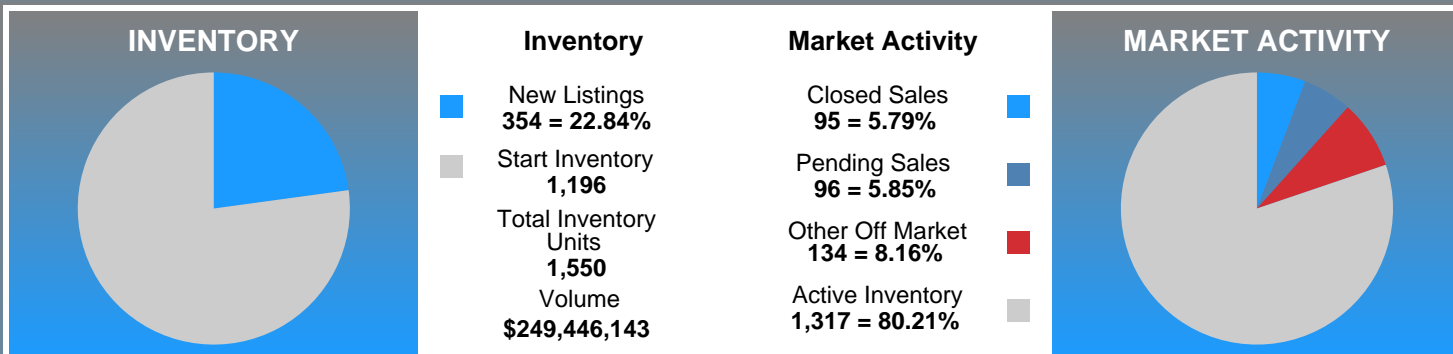 INVENTORY
Inventory
New Listings
354 = 22.84%
Start Inventory
1,196
Total Inventory
Units
1,550
Volume
$249,446,143
Market Activity
Closed Sales
95 = 5.79%
Pending Sales
96 = 5.85%
Other Off Market
134 = 8.16%
Active Inventory
1,317 = 80.21%
MARKET ACTIVITY